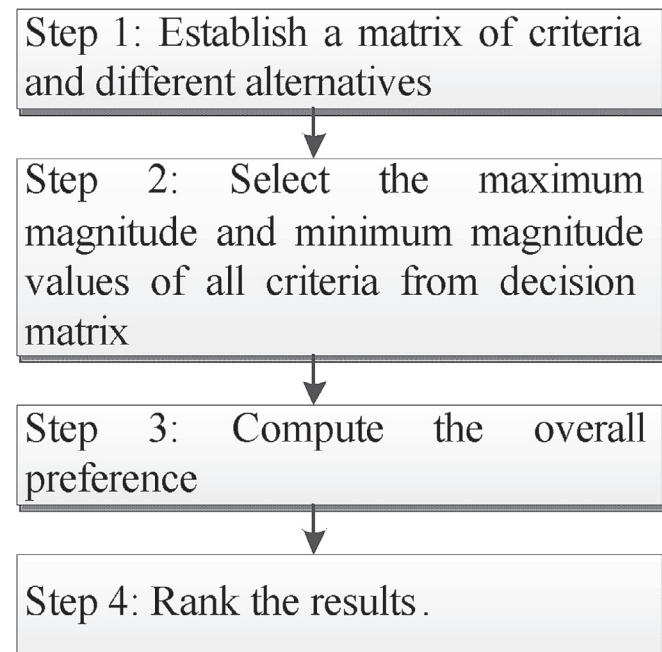 Step 1: Establish a matrix of criteria
and different alternatives
Step 2: Select the maximum
magnitude and minimum magnitude
values of all criteria from decision
matrix
Step 3: Compute the overall
preference
Step 4: Rank the results.